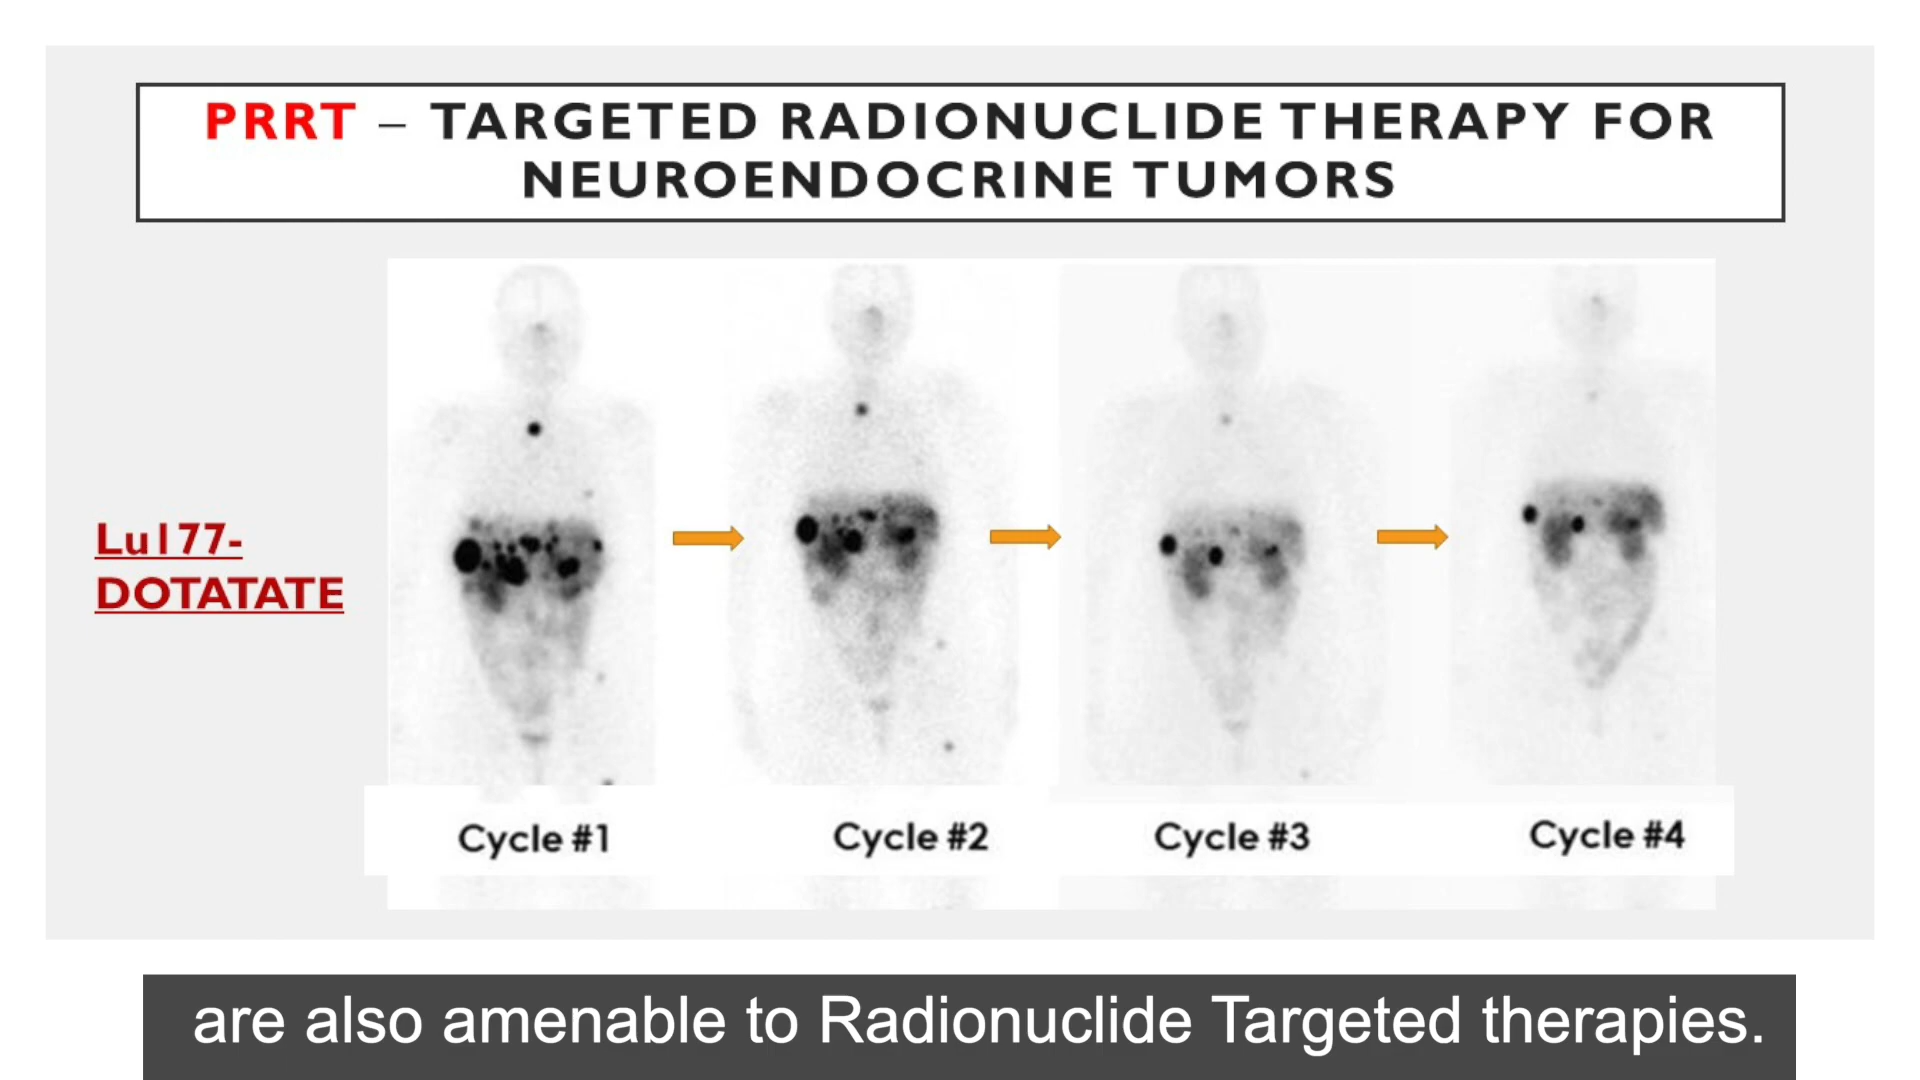 PRRT – TARGETED RADIONUCLIDE THERAPY FOR
NEUROENDOCRINE TUMORS
Lu177-
DOTATATE
Cycle #1
Cycle #2
Cycle #3
Cycle #4
are also amenable to Radionuclide Targeted therapies.